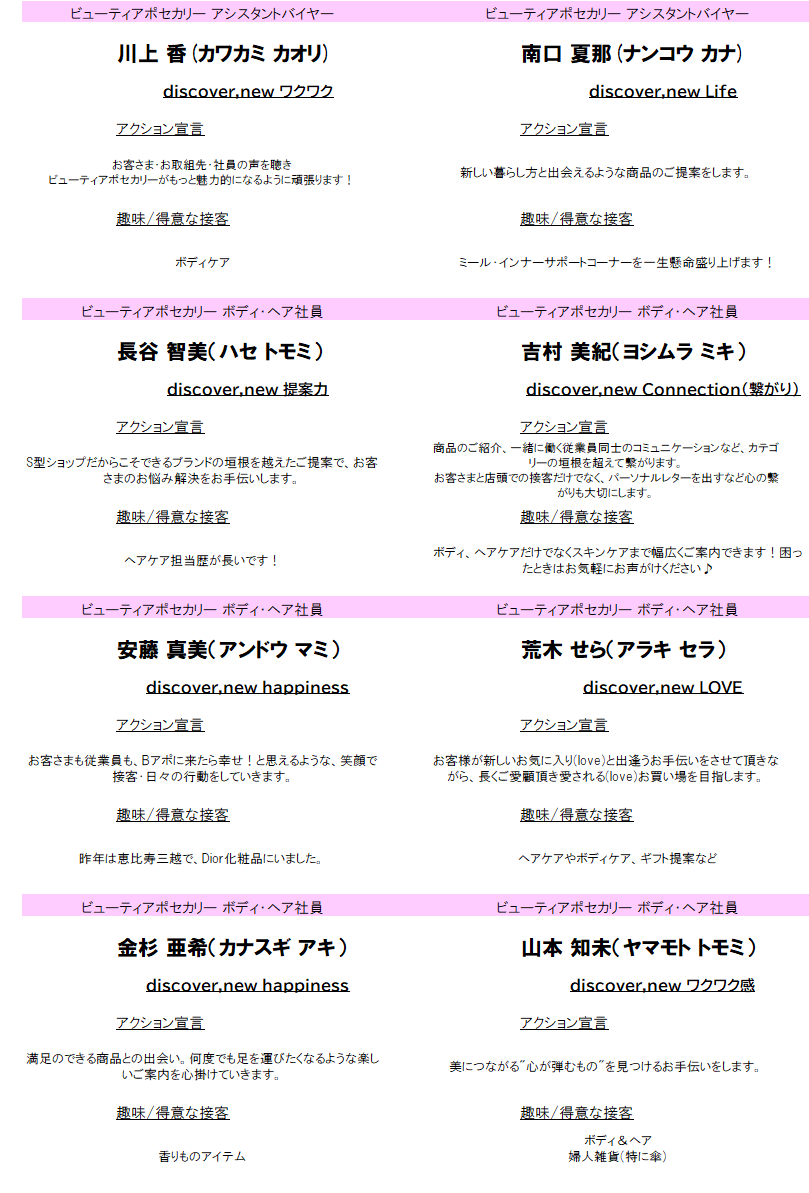 ビューティアポセカリー アシスタントバイヤー
川上 香(カワカミ カオリ)
discover,new ワクワク
アクション宣言
お客さま・お取組先・社員の声を聴き
ビューティアポセカリーがもっと魅力的になるように頑張ります！
趣味/得意な接客
ボディケア
ビューティアポセカリー アシスタントバイヤー
南口 夏那(ナンコウ カナ)
discover,new Life
アクション宣言
新しい暮らし方と出会えるような商品のご提案をします。
趣味/得意な接客
ミール・インナーサポートコーナーを一生懸命盛り上げます！
ビューティアポセカリー ボディ・ヘア社員
長谷 智美(ハセ トモミ)
discover,new 提案力
アクション宣言
S型ショップだからこそできるブランドの垣根を越えたご提案で、お客
さまのお悩み解決をお手伝いします。
趣味/得意な接客
ヘアケア担当歴が長いです！
ビューティアポセカリー ボディ・ヘア社員
吉村 美紀(ヨシムラ ミキ)
discover,new Connection(繋がり)
アクション宣言
商品のご紹介、一緒に働く従業員同士のコミュニケーションなど、カテゴ
リーの垣根を超えて繋がります。
お客さまと店頭での接客だけでなく、パーソナルレターを出すなど心の繋
がりも大切にします。
趣味/得意な接客
ボディ、ヘアケアだけでなくスキンケアまで幅広くご案内できます！困っ
たときはお気軽にお声がけください♪
ビューティアポセカリー ボディ・ヘア社員
安藤 真美(アンドウ マミ)
discover,new happiness
アクション宣言
お客さまも従業員も、Bアポに来たら幸せ！と思えるような、笑顔で
接客・日々の行動をしていきます。
趣味/得意な接客
昨年は恵比寿三越で、Dior化粧品にいました。
ビューティアポセカリー ボディ・ヘア社員
荒木 せら(アラキ セラ)
discover,new LOVE
アクション宣言
お客様が新しいお気に入り(love)と出逢うお手伝いをさせて頂きな
がら、長くご愛顧頂き愛される(love)お買い場を目指します。
趣味/得意な接客
ヘアケアやボディケア、ギフト提案など
ビューティアポセカリー ボディ・ヘア社員
金杉 亜希(カナスギ アキ)
discover,new happiness
アクション宣言
満足のできる商品との出会い。何度でも足を運びたくなるような楽し
いご案内を心掛けていきます。
趣味/得意な接客
香りものアイテム
ビューティアポセカリー ボディ・ヘア社員
山本 知未(ヤマモト トモミ)
discover,new ワクワク感
アクション宣言
美につながる"心が弾むもの"を見つけるお手伝いをします。
趣味/得意な接客
ボディ＆ヘア
婦人雑貨(特に傘)